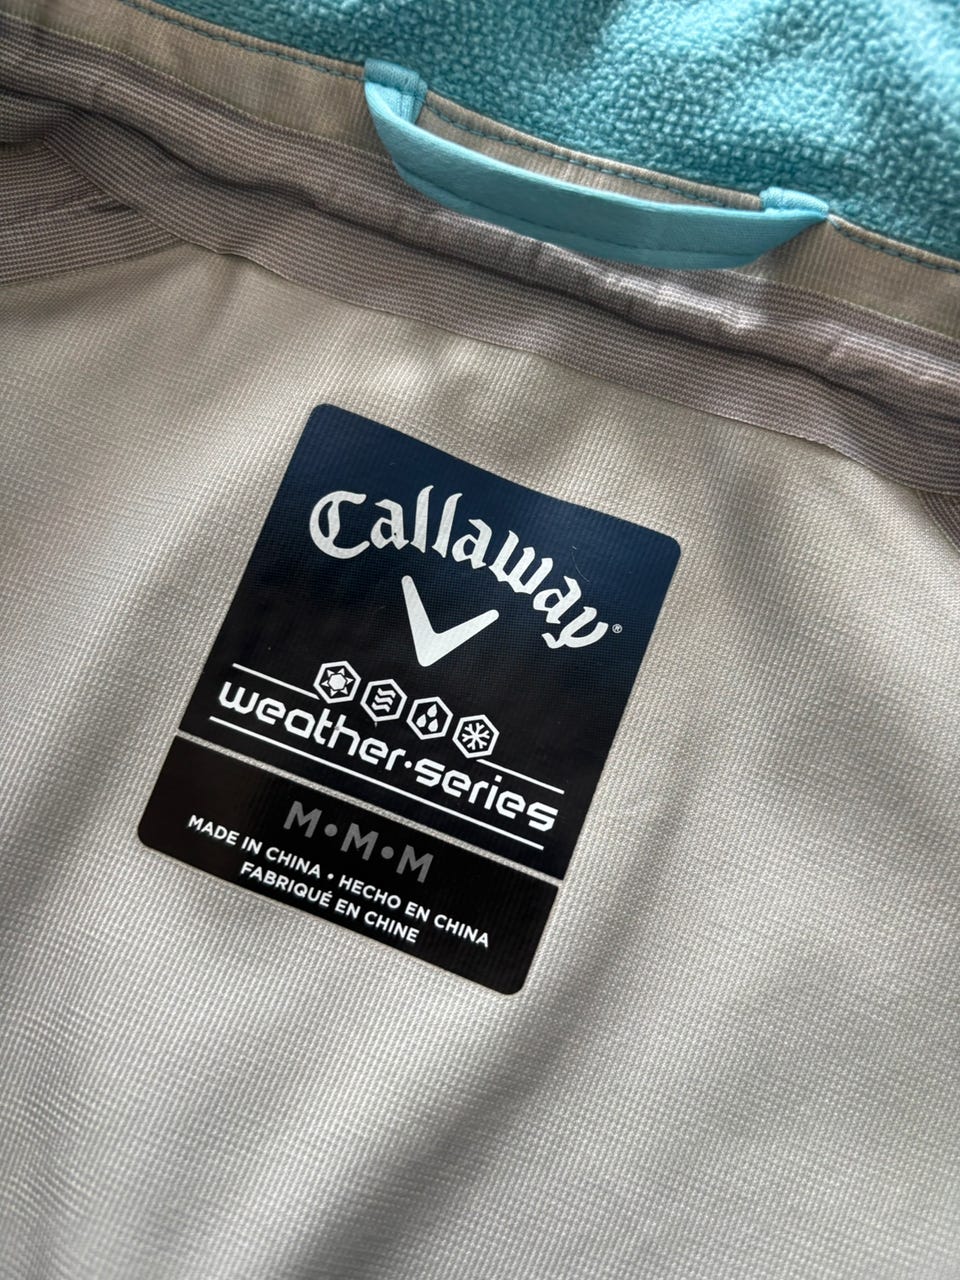 Callaway®
weather·series
M•M•M
MADE IN CHINA • HECHO EN CHINA
FABRIQUÉ EN CHINE